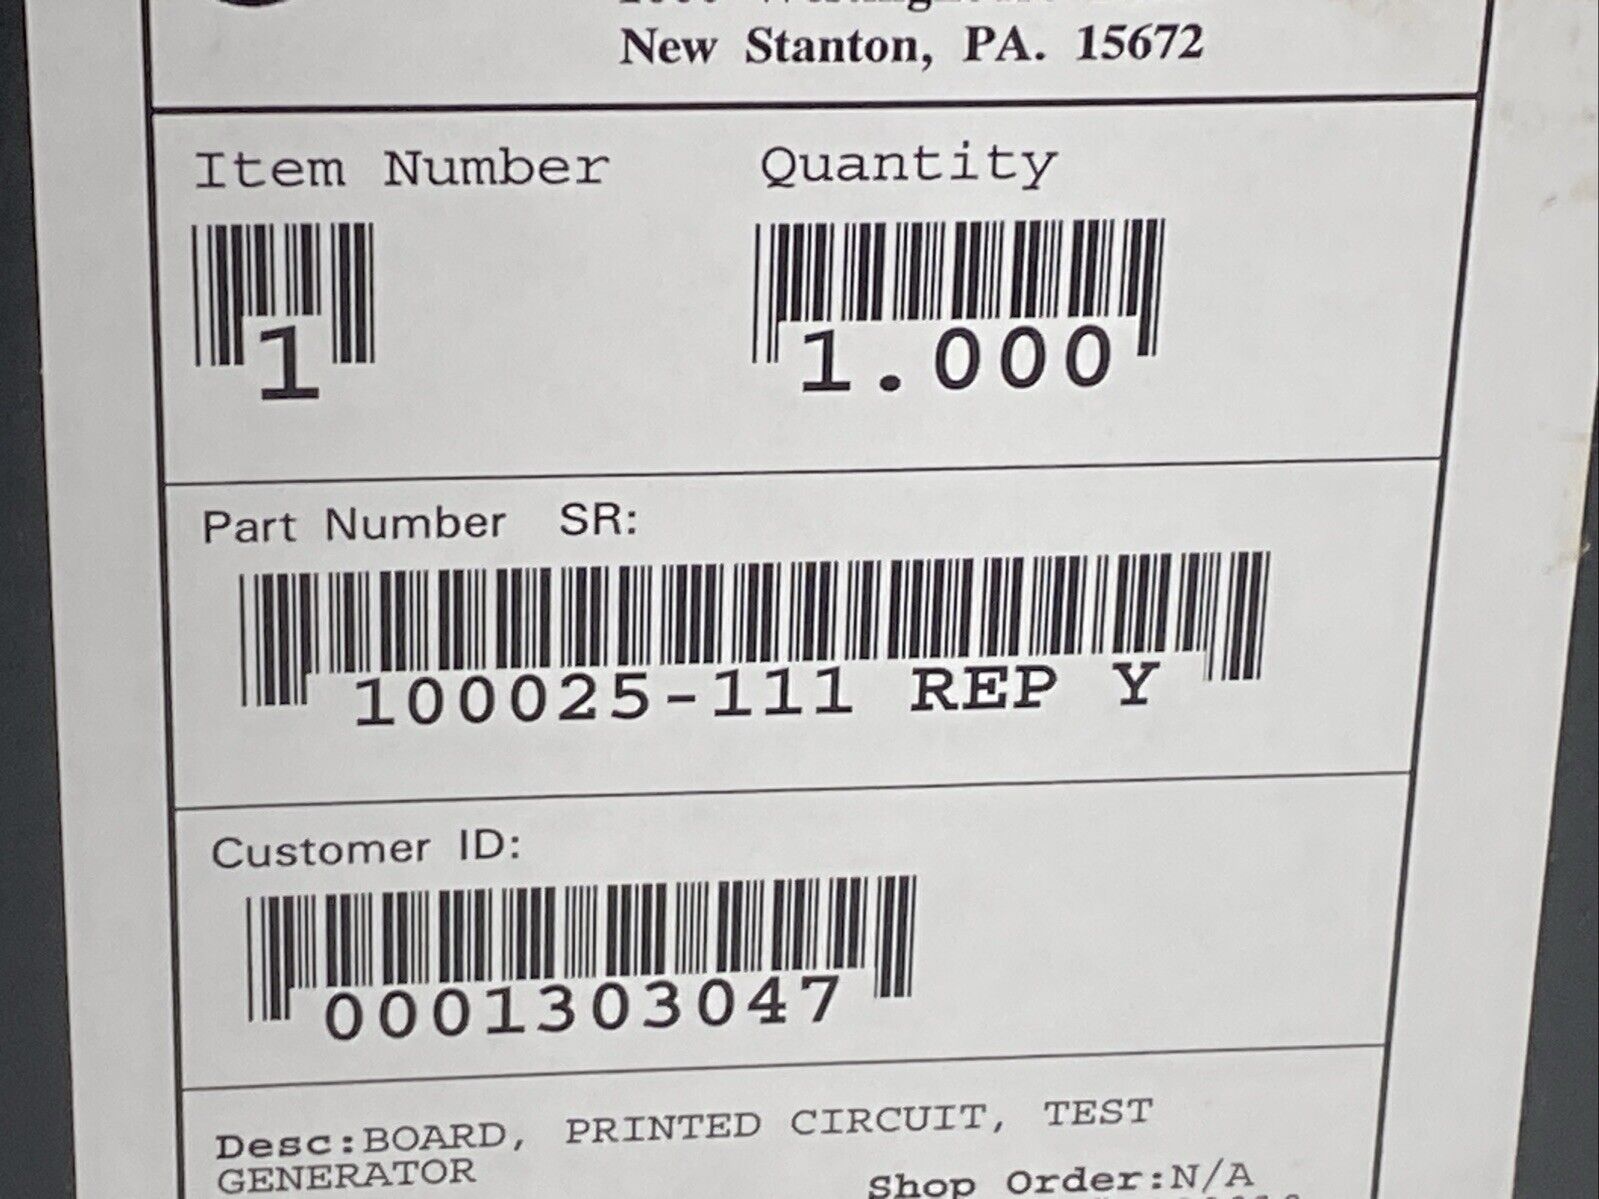 New Stanton, PA. 15672
Item Number Quantity
1 1.000
Part Number SR:
100025-111 REP Y
Customer ID:
0001303047
Desc:BOARD, PRINTED CIRCUIT, TEST
GENERATOR
Shop Order:N/A